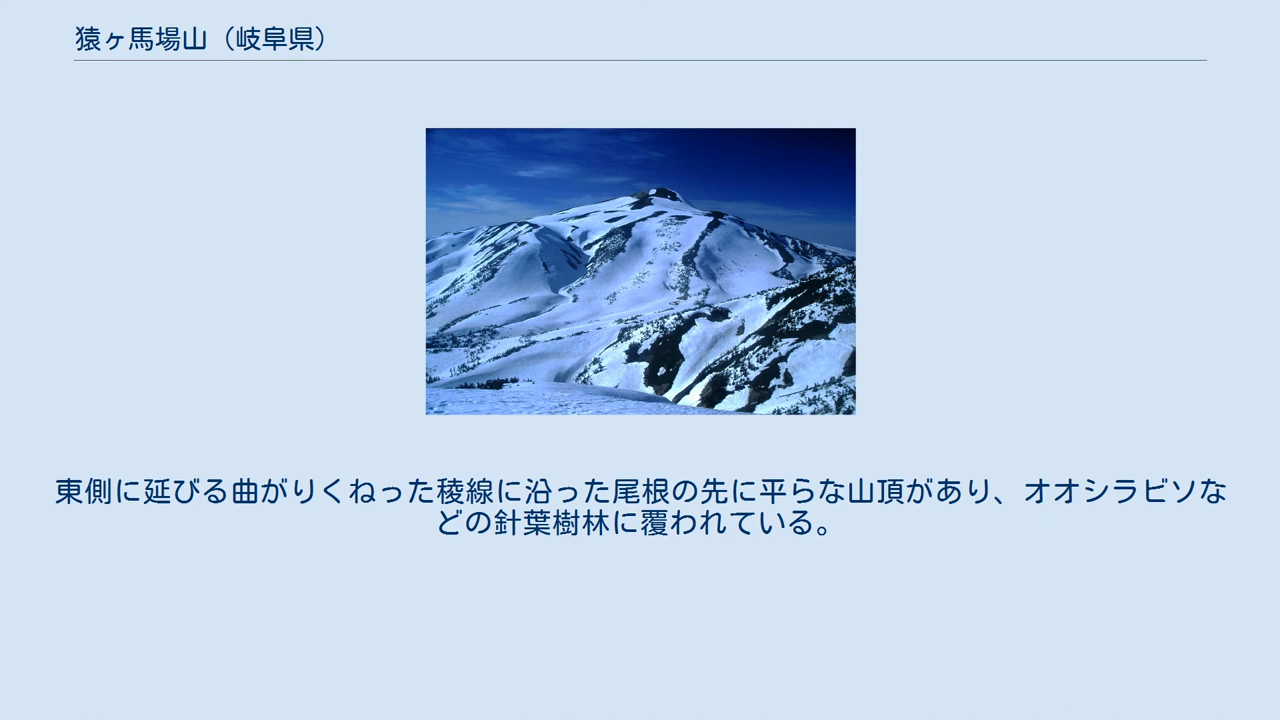 猿ヶ馬場山（岐阜県）
東側に延びる曲がりくねった稜線に沿った尾根の先に平らな山頂があり、オオシラビソな
どの針葉樹林に覆われている。